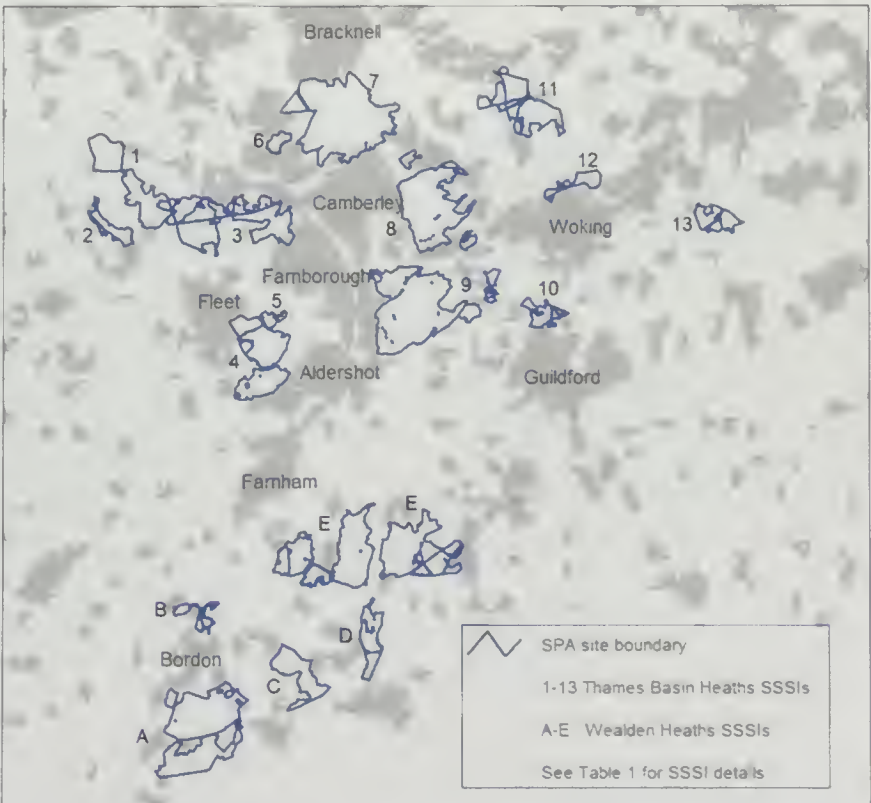 Bracknell
7
11
6
1
12
Camberley
2
3
8
Woking
13
Farnborough
9
10
Fleet
5
4
Aldershot
Guildford
Farnham
E
E
B
D
Bordon
C
A
SPA site boundary
1-13 Thames Basin Heaths SSSIs
A-E Wealden Heaths SSSIs
See Table 1 for SSSI details